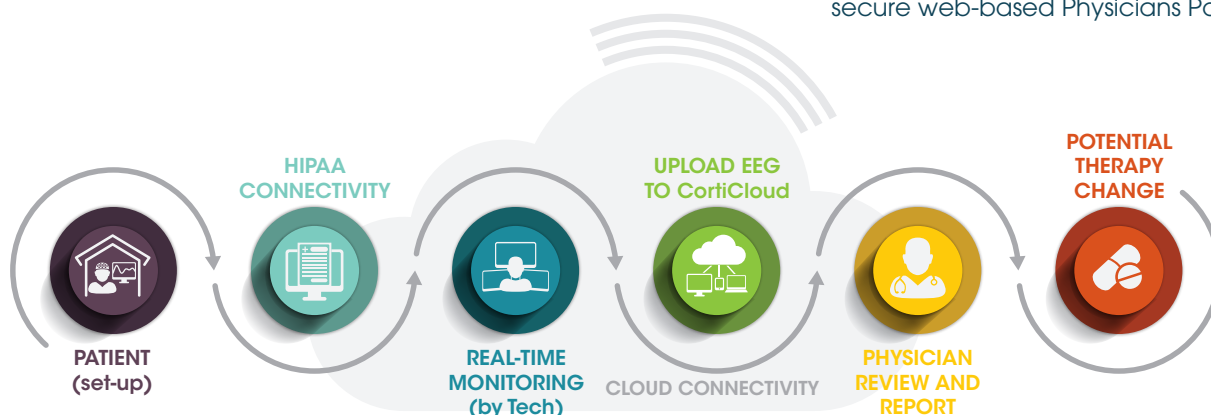 secure web-based Physicians
HIPAA
CONNECTIVITY
UPLOAD EEG
TO CortiCloud
POTENTIAL
THERAPY
CHANGE
PATIENT
(set-up)
REAL-TIME
MONITORING
(by Tech)
CLOUD CONNECTIVITY
PHYSICIAN
REVIEW AND
REPORT